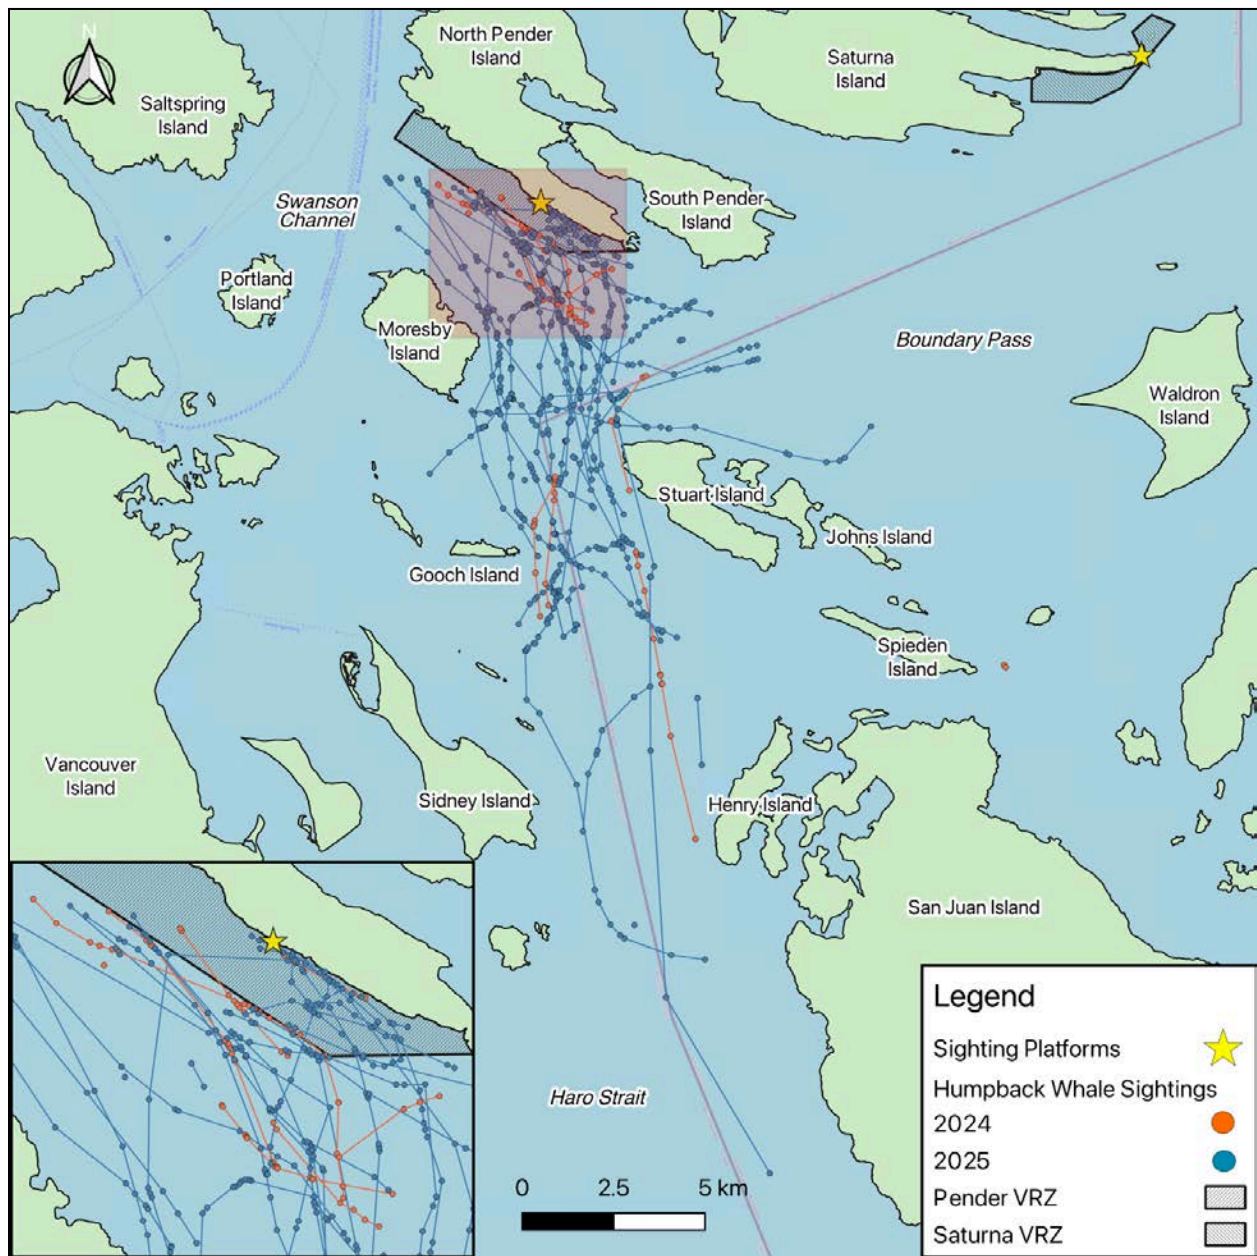 N
North Pender
Island
Saturna
Island
Saltspring
Island
Swanson
Channel
South Pender
Island
Portland
Island
Moresby
Island
Boundary Pass
Waldron
Island
Stuart Island
Johns Island
Gooch Island
Spieden
Island
Vancouver
Island
Sidney Island
Henry Island
San Juan Island
Haro Strait
0 2.5 5 km
Legend
Sighting Platforms
Humpback Whale Sightings
2024
2025
Pender VRZ
Saturna VRZ